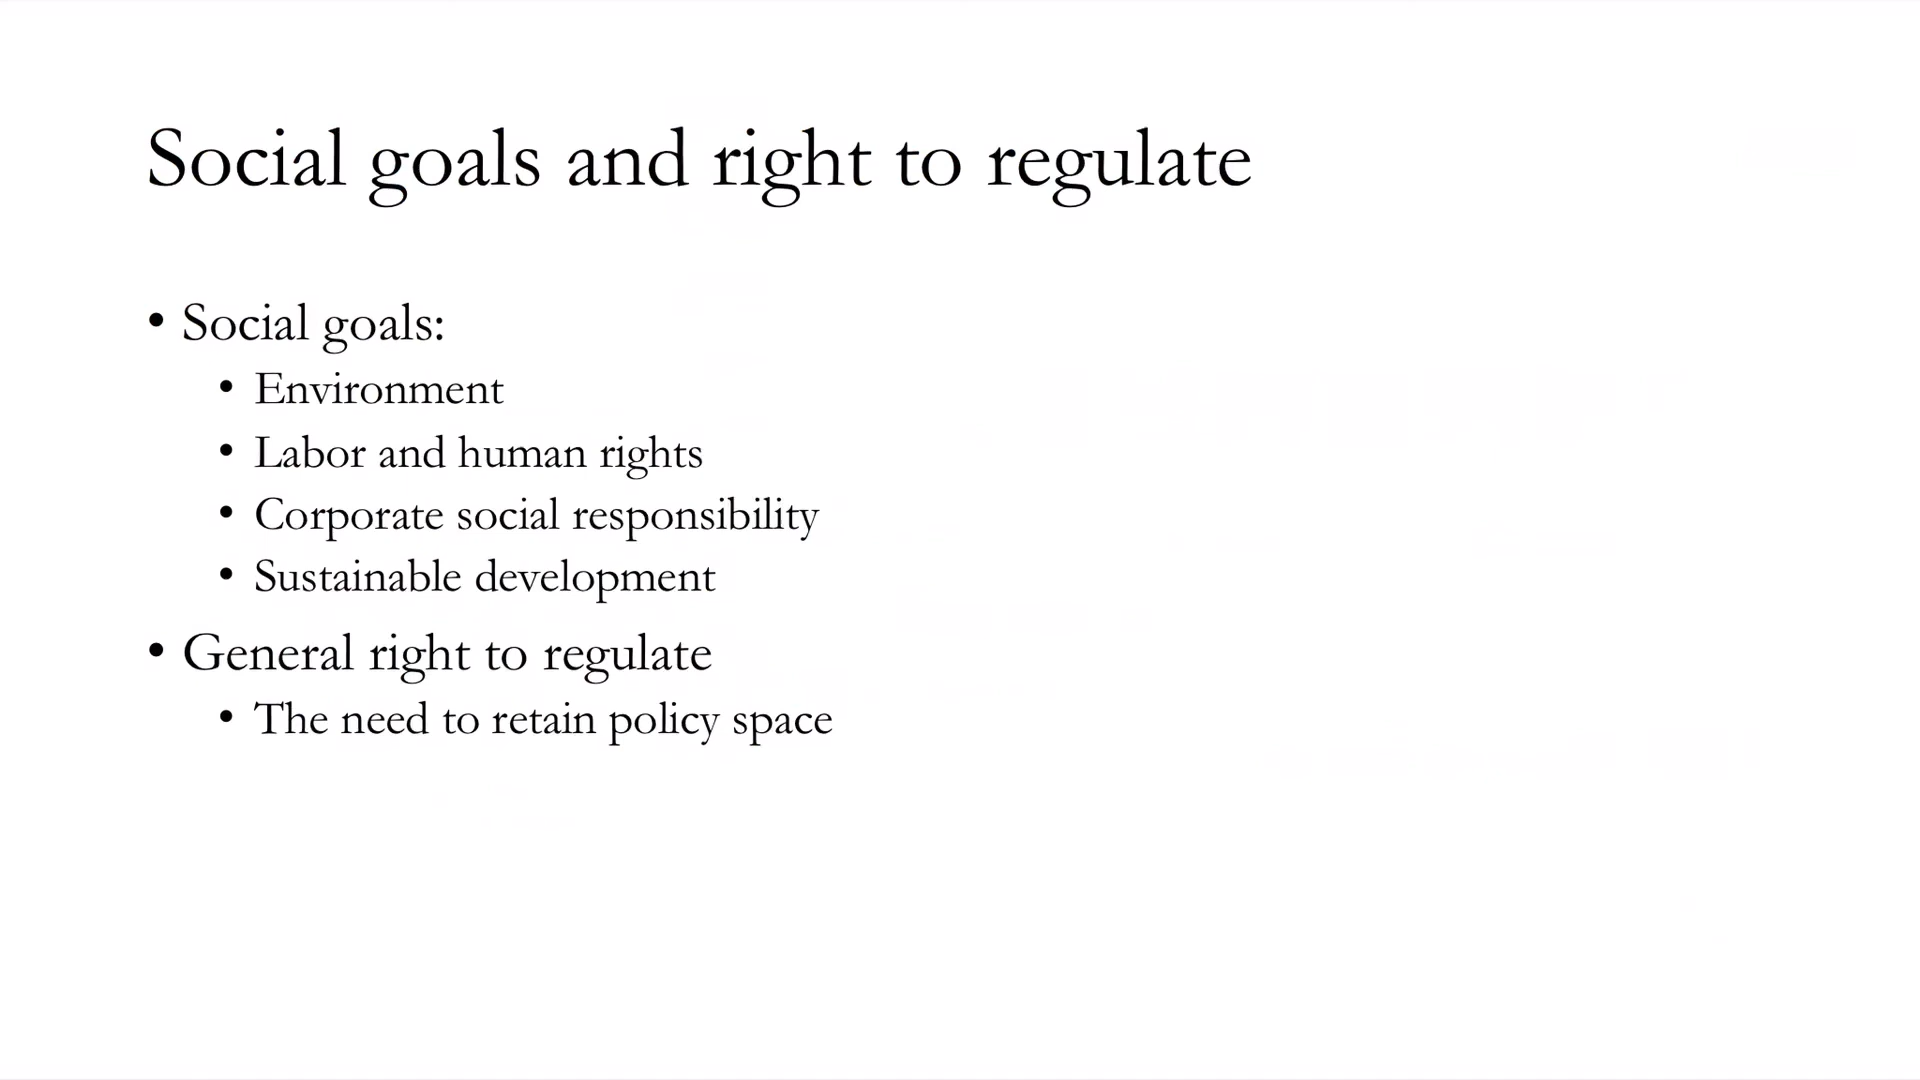 Social goals and right to regulate
• Social goals:
• Environment
• Labor and human rights
• Corporate social responsibility
• Sustainable development
• General right to regulate
• The need to retain policy space